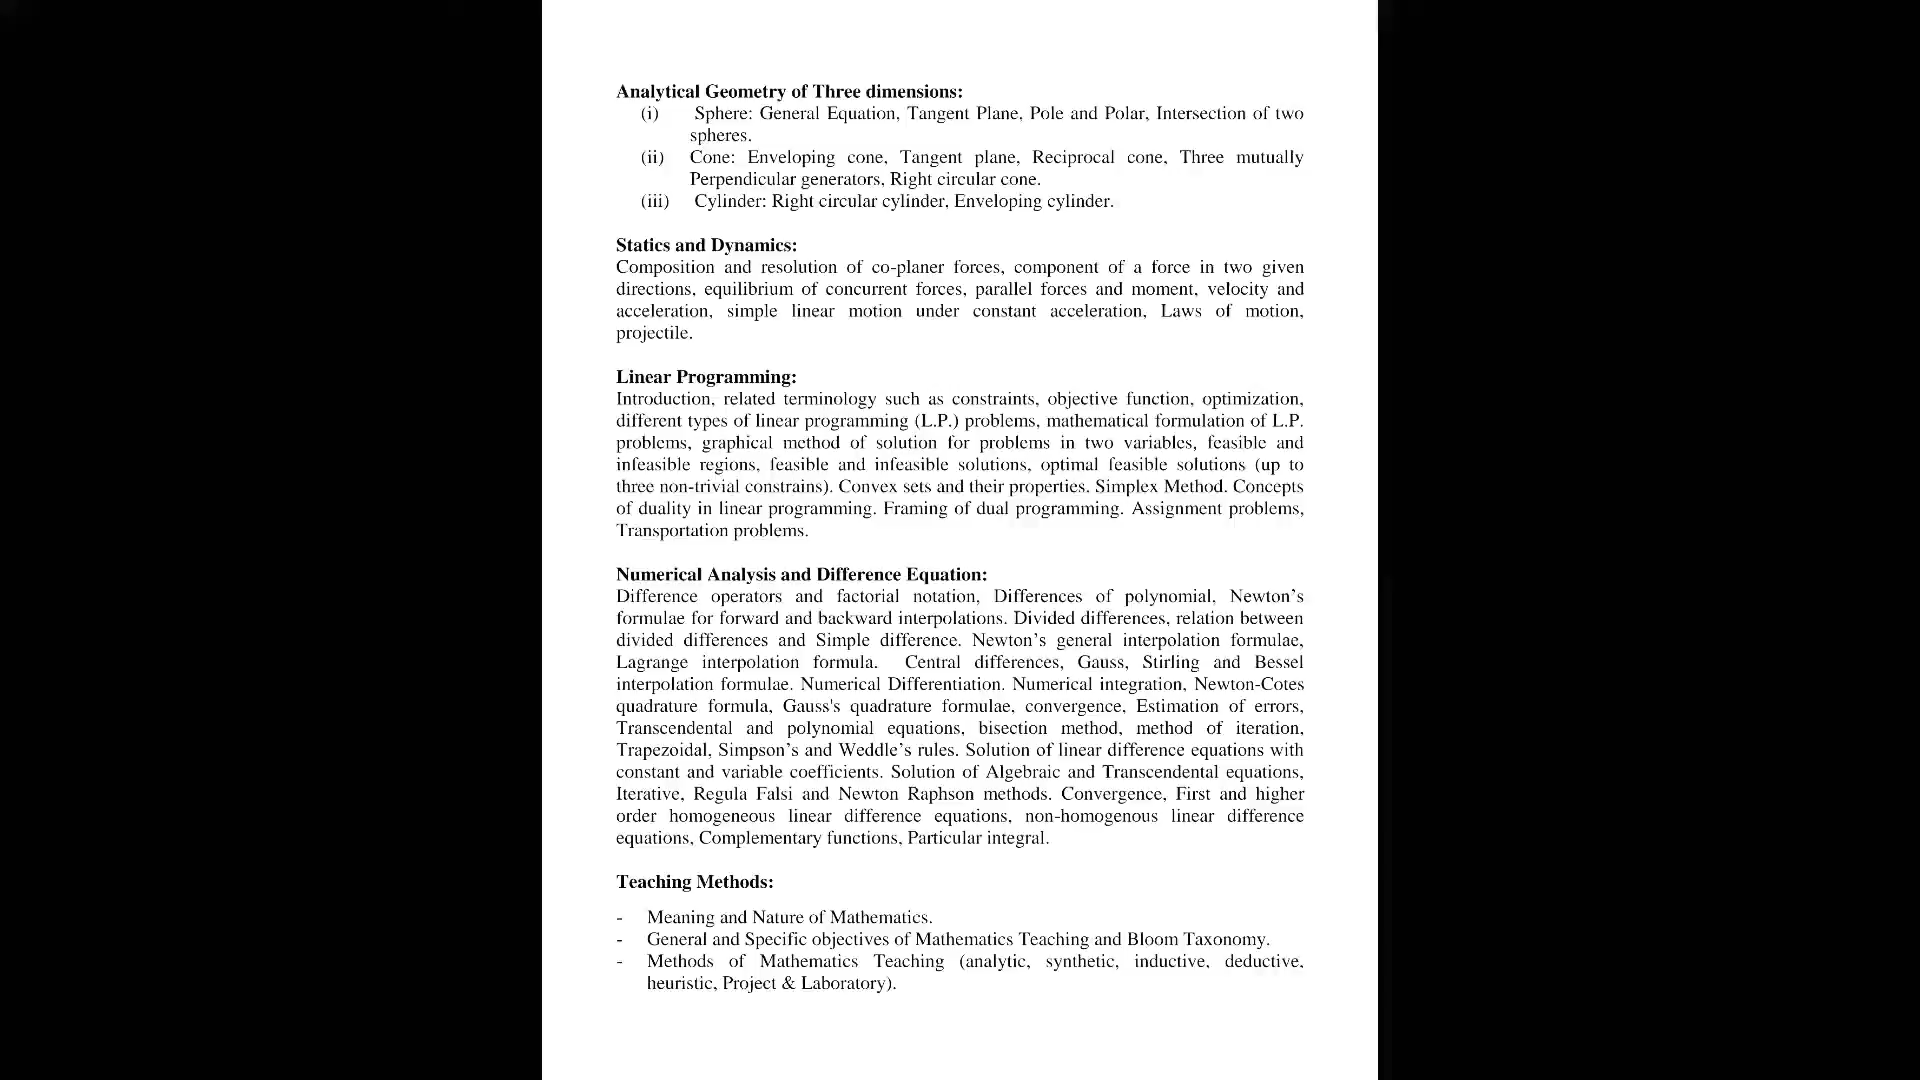 Analytical Geometry of Three dimensions:
(i) Sphere: General Equation, Tangent Plane, Pole and Polar, Intersection of two
spheres.
(ii) Cone: Enveloping cone, Tangent plane, Reciprocal cone, Three mutually
Perpendicular generators, Right circular cone.
(iii) Cylinder: Right circular cylinder, Enveloping cylinder.
Statics and Dynamics:
Composition and resolution of co-planer forces, component of a force in two given
directions, equilibrium of concurrent forces, parallel forces and moment, velocity and
acceleration, simple linear motion under constant acceleration, Laws of motion,
projectile.
Linear Programming:
Introduction, related terminology such as constraints, objective function, optimization,
different types of linear programming (L.P.) problems, mathematical formulation of L.P.
problems, graphical method of solution for problems in two variables, feasible and
infeasible regions, feasible and infeasible solutions, optimal feasible solutions (up to
three non-trivial constrains). Convex sets and their properties. Simplex Method. Concepts
of duality in linear programming. Framing of dual programming. Assignment problems,
Transportation problems.
Numerical Analysis and Difference Equation:
Difference operators and factorial notation, Differences of polynomial, Newton’s
formulae for forward and backward interpolations. Divided differences, relation between
divided differences and Simple difference. Newton’s general interpolation formulae,
Lagrange interpolation formula. Central differences, Gauss, Stirling and Bessel
interpolation formulae. Numerical Differentiation. Numerical integration, Newton-Cotes
quadrature formula, Gauss's quadrature formulae, convergence, Estimation of errors,
Transcendental and polynomial equations, bisection method, method of iteration,
Trapezoidal, Simpson’s and Weddle’s rules. Solution of linear difference equations with
constant and variable coefficients. Solution of Algebraic and Transcendental equations,
Iterative, Regula Falsi and Newton Raphson methods. Convergence, First and higher
order homogeneous linear difference equations, non-homogenous linear difference
equations, Complementary functions, Particular integral.
Teaching Methods:
- Meaning and Nature of Mathematics.
- General and Specific objectives of Mathematics Teaching and Bloom Taxonomy.
- Methods of Mathematics Teaching (analytic, synthetic, inductive, deductive,
heuristic, Project & Laboratory).